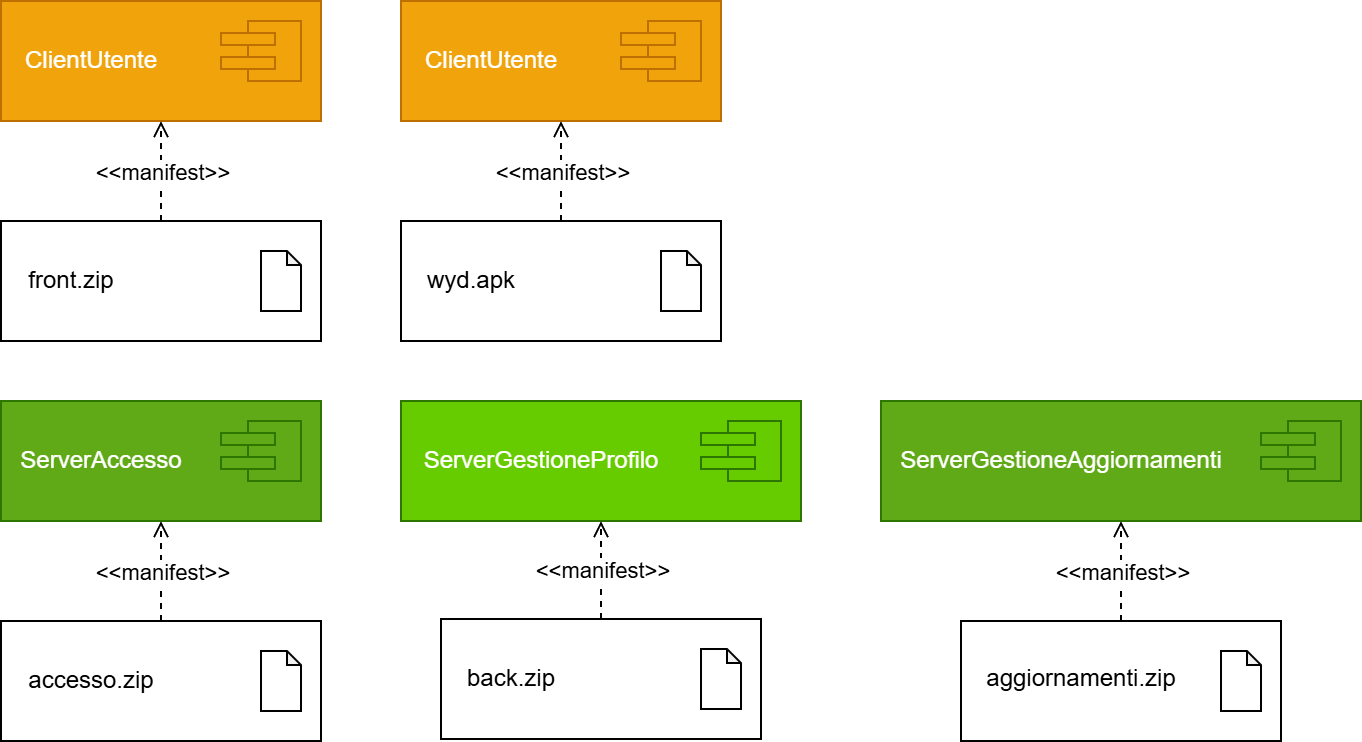 ClientUtente
ClientUtente
<<manifest>>
<<manifest>>
front.zip
wyd.apk
ServerAccesso
ServerGestioneProfilo
ServerGestioneAggiornamenti
<<manifest>>
<<manifest>>
<<manifest>>
accesso.zip
back.zip
aggiornamenti.zip